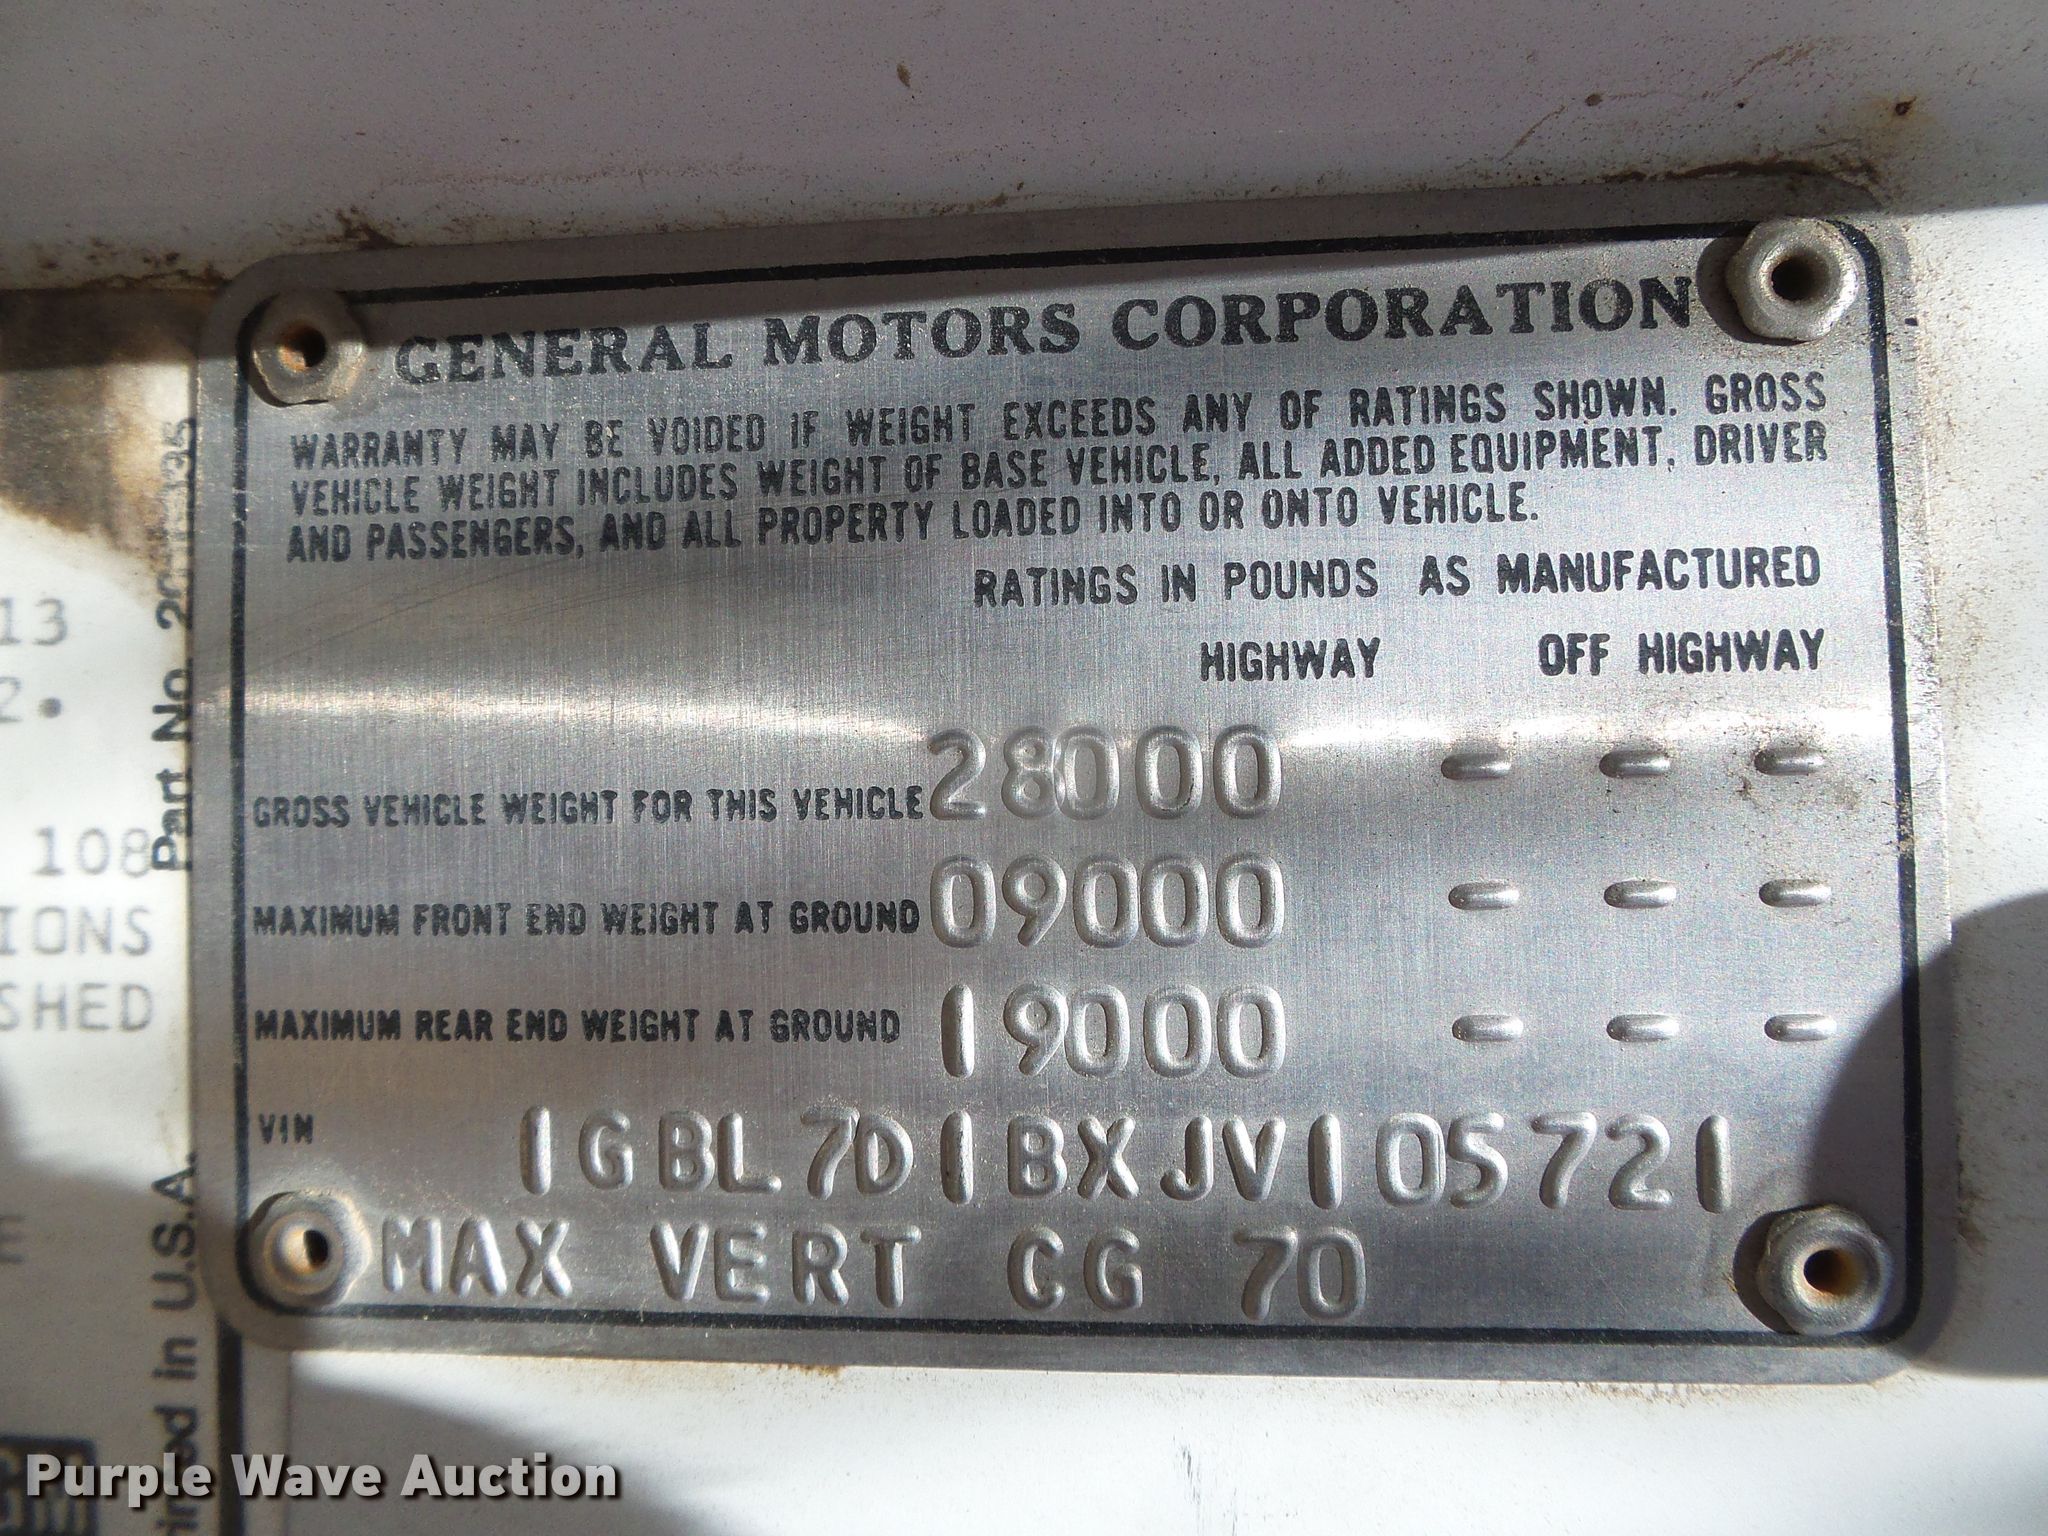 GENERAL MOTORS CORPORATION
WARRANTY MAY BE VOIDED IF WEIGHT EXCEEDS ANY OF RATINGS SHOWN. GROSS
VEHICLE WEIGHT INCLUDES WEIGHT OF BASE VEHICLE, ALL ADDED EQUIPMENT, DRIVER
AND PASSENGERS, AND ALL PROPERTY LOADED INTO OR ONTO VEHICLE.
RATINGS IN POUNDS AS MANUFACTURED
HIGHWAY OFF HIGHWAY
GROSS VEHICLE WEIGHT FOR THIS VEHICLE 28000 - - -
MAXIMUM FRONT END WEIGHT AT GROUND 09000 - - -
MAXIMUM REAR END WEIGHT AT GROUND 19000 - - -
VIN 1GBL7D1BXJV105721
MAX VERT CG 70
13
2.
108
IONS
SHED
Part No.
in U.S.A.
Purple Wave Auction